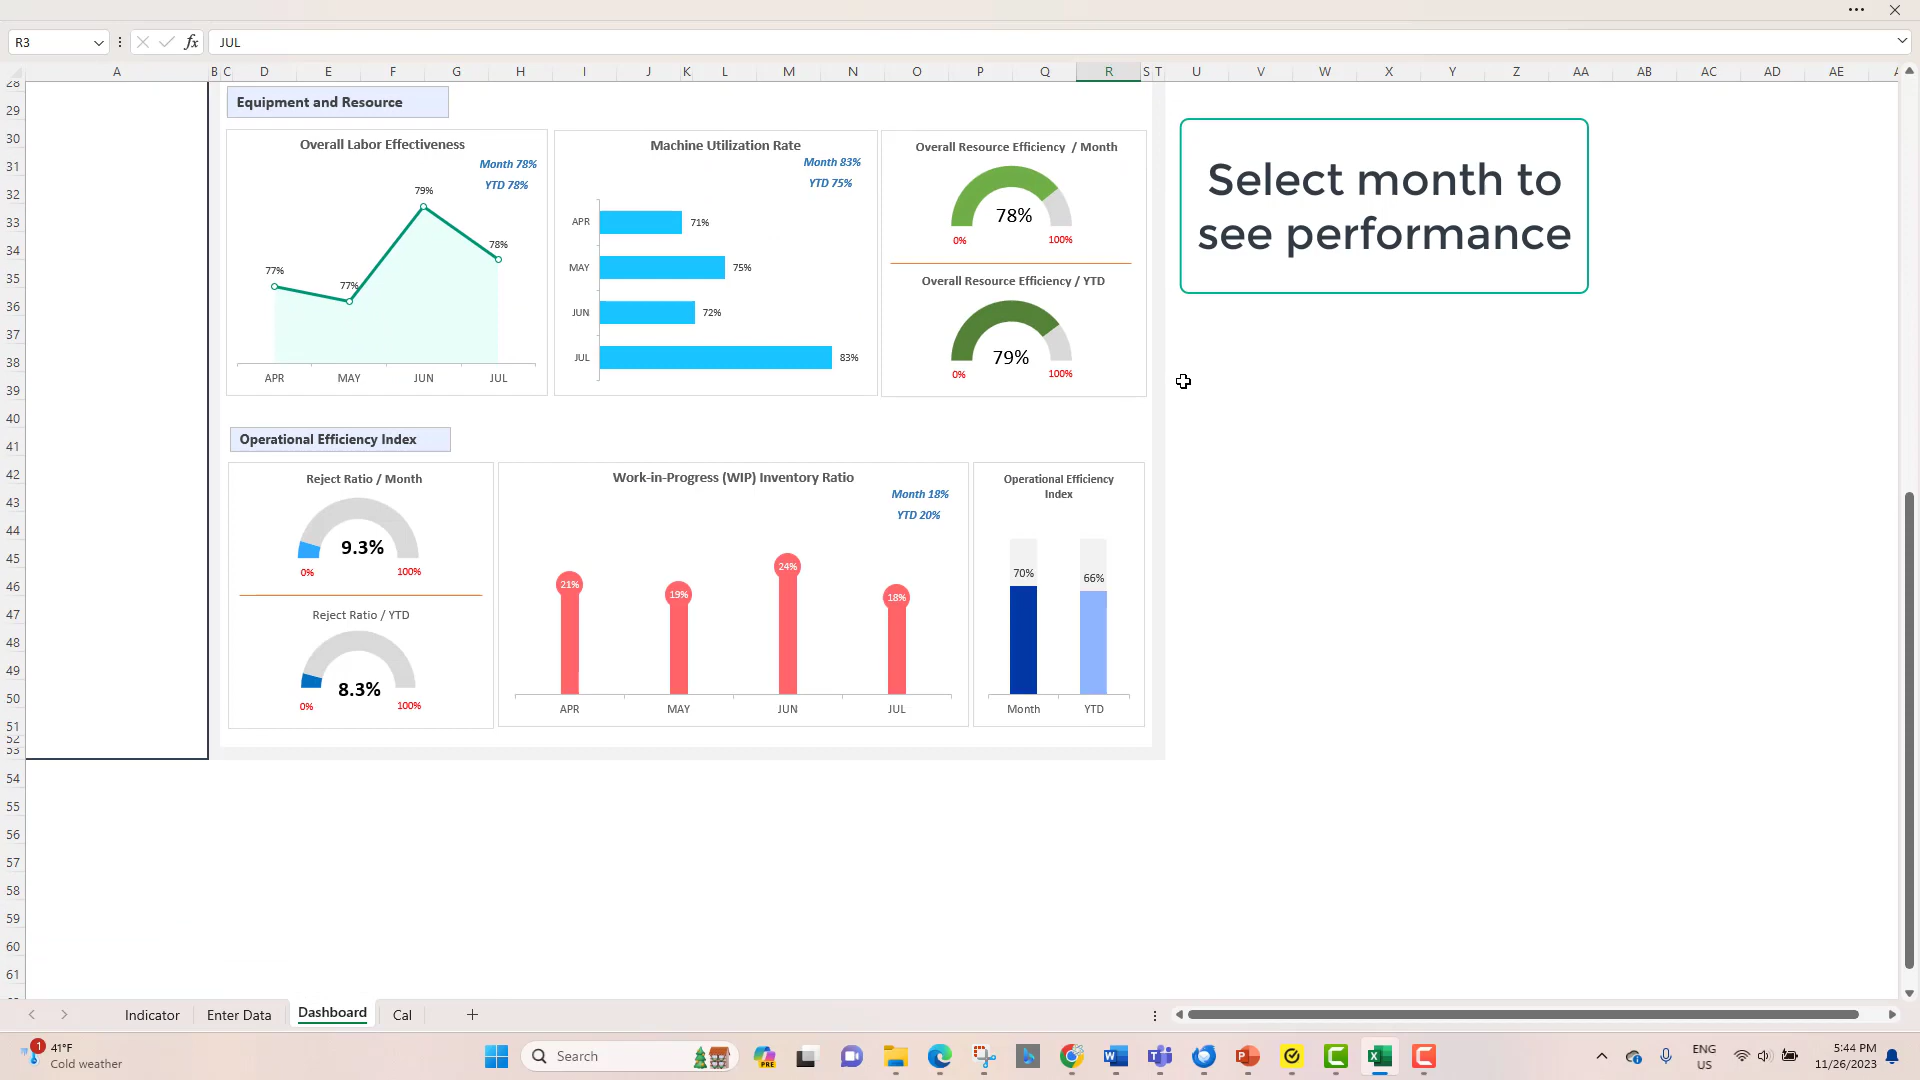 R3
fx
JUL
A B C D E F G H I J K L M N O P Q R S T U V W X Y Z AA AB AC AD AE
28
29
30
31
32
33
34
35
36
37
38
39
40
41
42
43
44
45
46
47
48
49
50
51
52
53
54
55
56
57
58
59
60
61
Equipment and Resource
Overall Labor Effectiveness
Month 78%
YTD 78%
77%
77%
79%
78%
APR MAY JUN JUL
Machine Utilization Rate
Month 83%
YTD 75%
APR 71%
MAY 75%
JUN 72%
JUL 83%
Overall Resource Efficiency / Month
78%
0% 100%
Overall Resource Efficiency / YTD
79%
0% 100%
Select month to
see performance
Operational Efficiency Index
Reject Ratio / Month
9.3%
0% 100%
Reject Ratio / YTD
8.3%
0% 100%
Work-in-Progress (WIP) Inventory Ratio
Month 18%
YTD 20%
21% 19% 24% 18%
APR MAY JUN JUL
Operational Efficiency
Index
70% 66%
Month YTD
Indicator Enter Data Dashboard Cal
1
41°F
Cold weather
Search
PRE
ENG
US
5:44 PM
11/26/2023